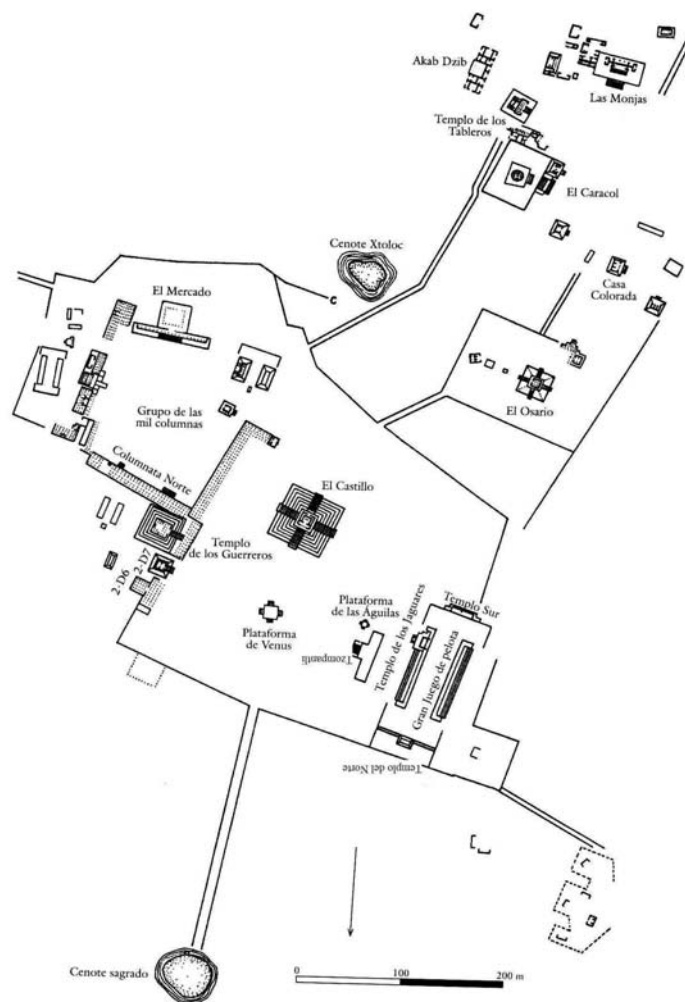 Akab Dzib
Las Monjas
Templo de los
Tableros
El Caracol
Cenote Xtoloc
Casa
Colorada
El Mercado
El Osario
Grupo de las
mil columnas
Columnata Norte
El Castillo
Templo
de los Guerreros
2-D6
2-D7
Plataforma
de las Águilas
Templo Sur
Plataforma
de Venus
Tzompantli
Templo de los Jaguares
Gran Juego de pelota
Templo del Norte
Cenote sagrado
0 100 200 m